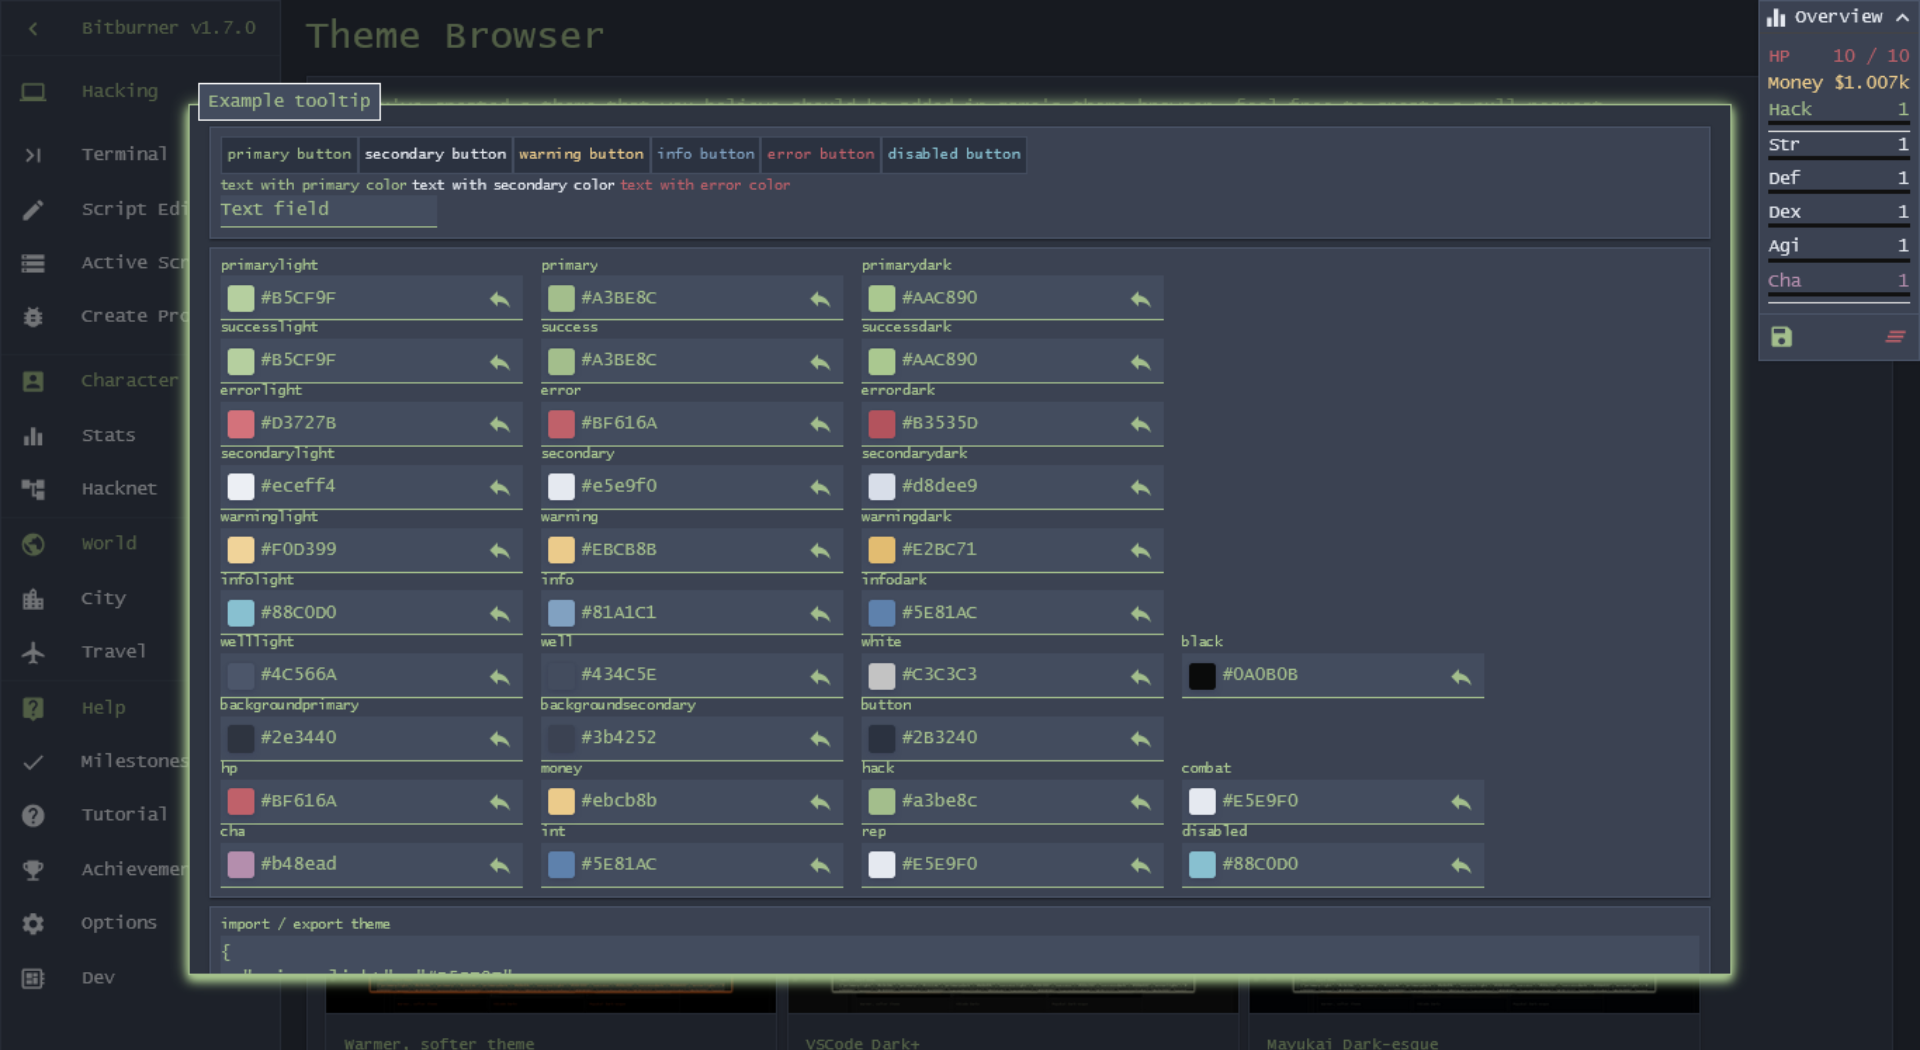 Bitburner v1.7.0
Hacking
Terminal
Script Edi
Active Scr
Create Pro
Character
Stats
Hacknet
World
City
Travel
Help
Milestones
Tutorial
Achievemen
Options
Dev
Theme Browser
Example tooltip
primary button secondary button warning button info button error button disabled button
text with primary color text with secondary color text with error color
Text field
primarylight primary primarydark
#B5CF9F #A3BE8C #AAC890
successlight success successdark
#B5CF9F #A3BE8C #AAC890
errorlight error errordark
#D3727B #BF616A #B3535D
secondarylight secondary secondarydark
#eceff4 #e5e9f0 #d8dee9
warninglight warning warningdark
#F0D399 #EBCB8B #E2BC71
infolight info infodark
#88C0D0 #81A1C1 #5E81AC
welllight well white black
#4C566A #434C5E #C3C3C3 #0A0B0B
backgroundprimary backgroundsecondary button
#2e3440 #3b4252 #2B3240
hp money hack combat
#BF616A #ebcb8b #a3be8c #E5E9F0
cha int rep disabled
#b48ead #5E81AC #E5E9F0 #88C0D0
import / export theme
{
Warmer, softer theme
VSCode Dark+
Mayukai Dark-esque
Overview
HP 10 / 10
Money $1.007k
Hack 1
Str 1
Def 1
Dex 1
Agi 1
Cha 1